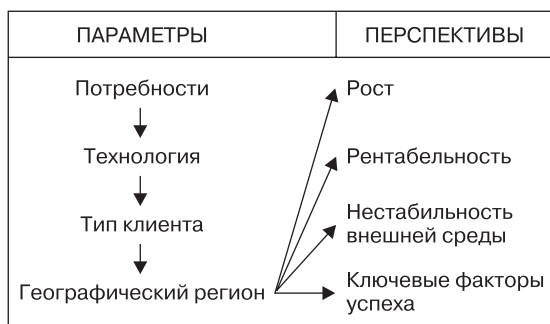 ПАРАМЕТРЫ
ПЕРСПЕКТИВЫ
Потребности
Технология
Тип клиента
Географический регион
Рост
Рентабельность
Нестабильность
внешней среды
Ключевые факторы
успеха